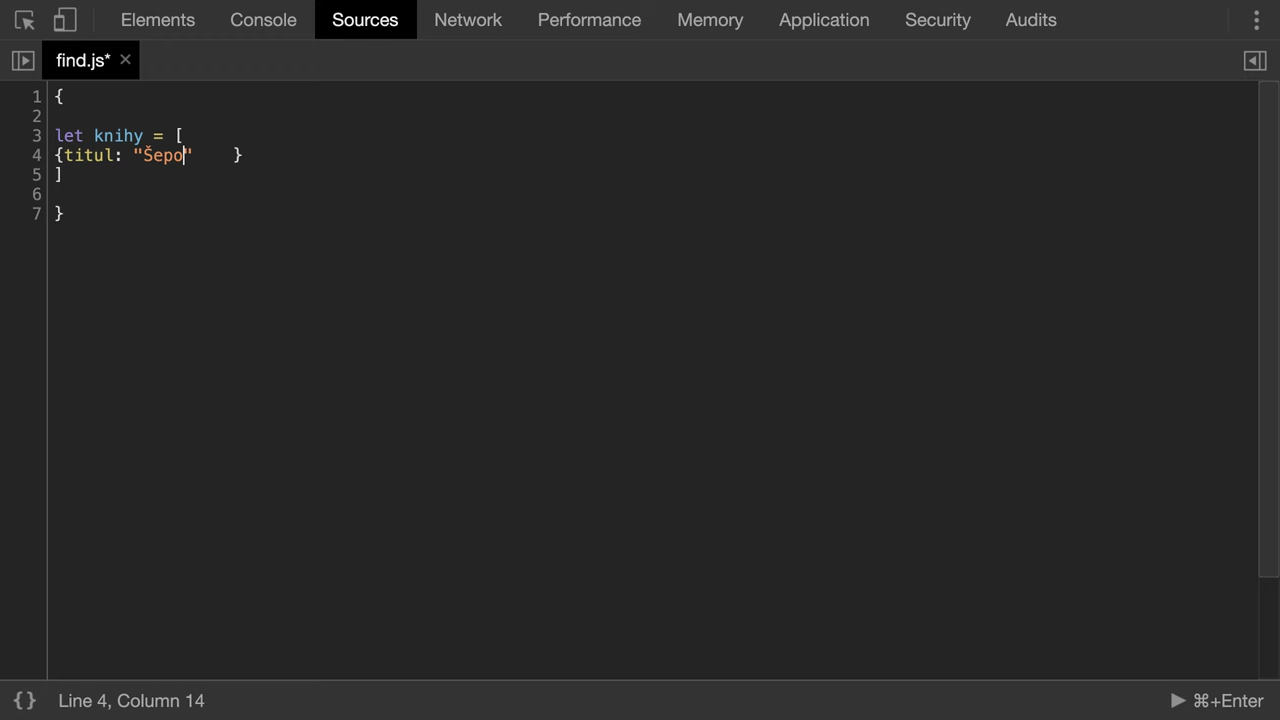 Elements Console Sources Network Performance Memory Application Security Audits
find.js*
1 {
2
3 let knihy = [
4 {titul: "Šepo"    }
5 ]
6
7 }
{} Line 4, Column 14 ⌘+Enter